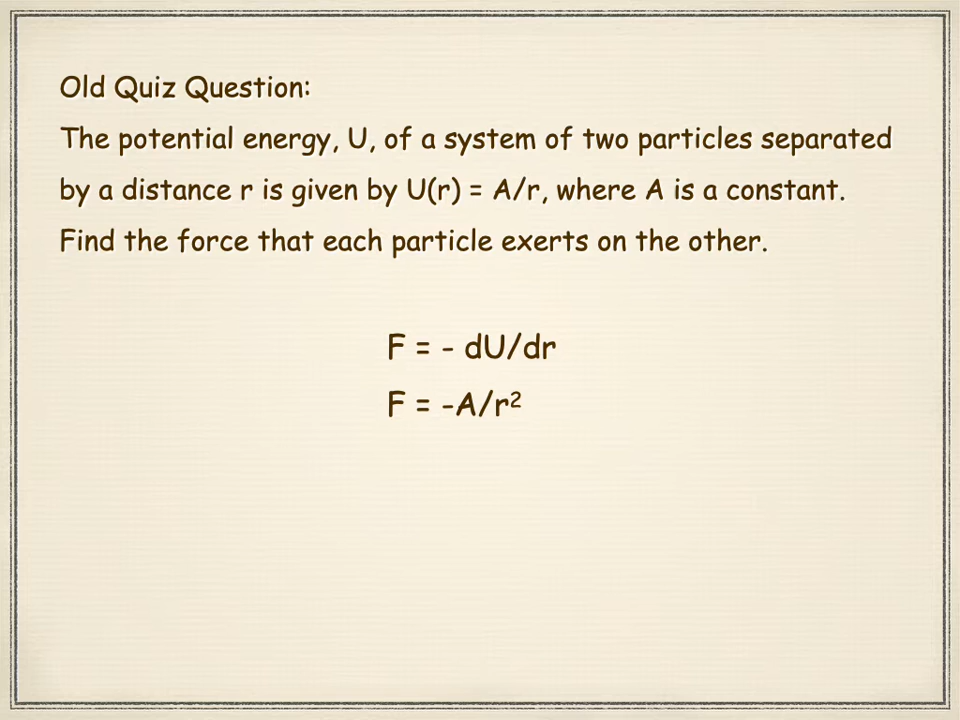 Old Quiz Question:
The potential energy, U, of a system of two particles separated
by a distance r is given by U(r) = A/r, where A is a constant.
Find the force that each particle exerts on the other.
F = - dU/dr
F = -A/r²